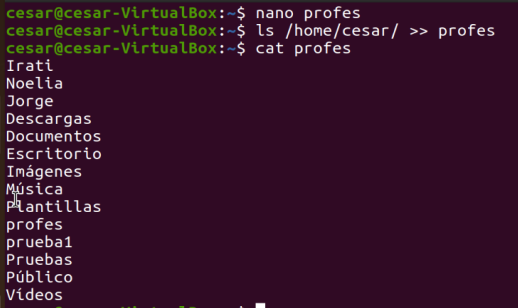 cesar@cesar-VirtualBox:~$ nano profes
cesar@cesar-VirtualBox:~$ ls /home/cesar/ >> profes
cesar@cesar-VirtualBox:~$ cat profes
Irati
Noelia
Jorge
Descargas
Documentos
Escritorio
Imágenes
Música
Plantillas
profes
prueba1
Pruebas
Público
Vídeos